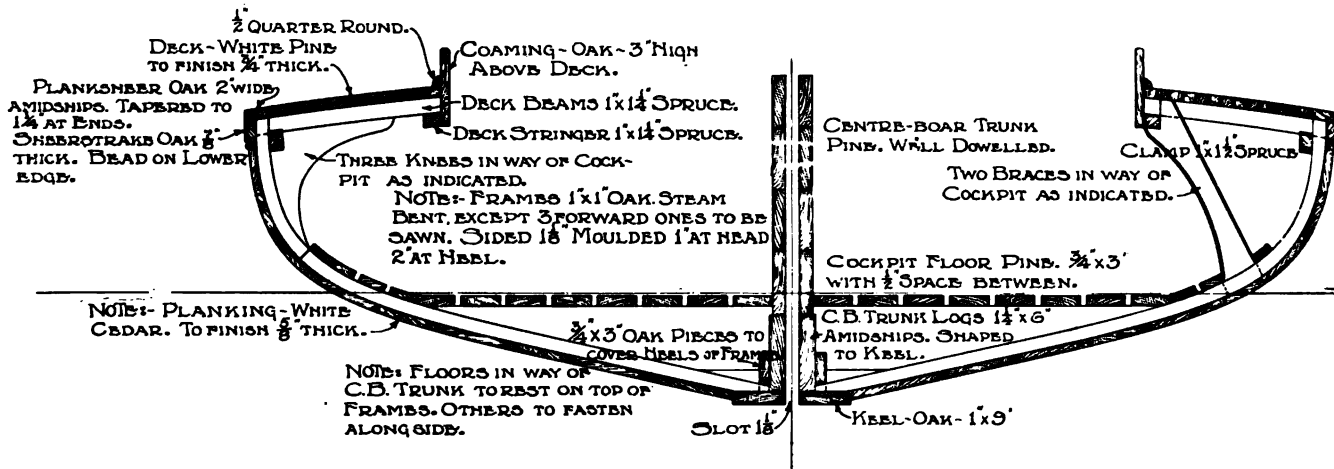 ½" QUARTER ROUND.
DECK-WHITE PINE
TO FINISH ¾" THICK.
PLANKSHEER OAK 2" WIDE
AMIDSHIPS. TAPERED TO
1¼" AT ENDS.
SHEERSTRAKE OAK ⅞"
THICK. BEAD ON LOWER
EDGE.
COAMING-OAK-3" HIGH
ABOVE DECK.
DECK BEAMS 1"x1¼" SPRUCE.
DECK STRINGER 1"x1¼" SPRUCE.
THREE KNEES IN WAY OF COCK-
PIT AS INDICATED.
NOTE:- FRAMES 1"x1" OAK. STEAM
BENT, EXCEPT 3 FORWARD ONES TO BE
SAWN. SIDED 1⅛" MOULDED 1" AT HEAD
2" AT HEEL.
NOTE:- PLANKING-WHITE
CEDAR. TO FINISH ⅝" THICK.
¾"x3" OAK PIECES TO
COVER HEELS OF FRAMES
NOTE: FLOORS IN WAY OF
C.B. TRUNK TO REST ON TOP OF
FRAMES. OTHERS TO FASTEN
ALONGSIDE.
SLOT 1⅛"
CENTRE-BOAR TRUNK
PINE. WELL DOWELLED.
CLAMP 1"x1½" SPRUCE
TWO BRACES IN WAY OF
COCKPIT AS INDICATED.
COCKPIT FLOOR PINE. ¾"x3"
WITH ½" SPACE BETWEEN.
C.B. TRUNK LOGS 1¼"x6"
AMIDSHIPS. SHAPED
TO KEEL.
KEEL-OAK-1"x9"